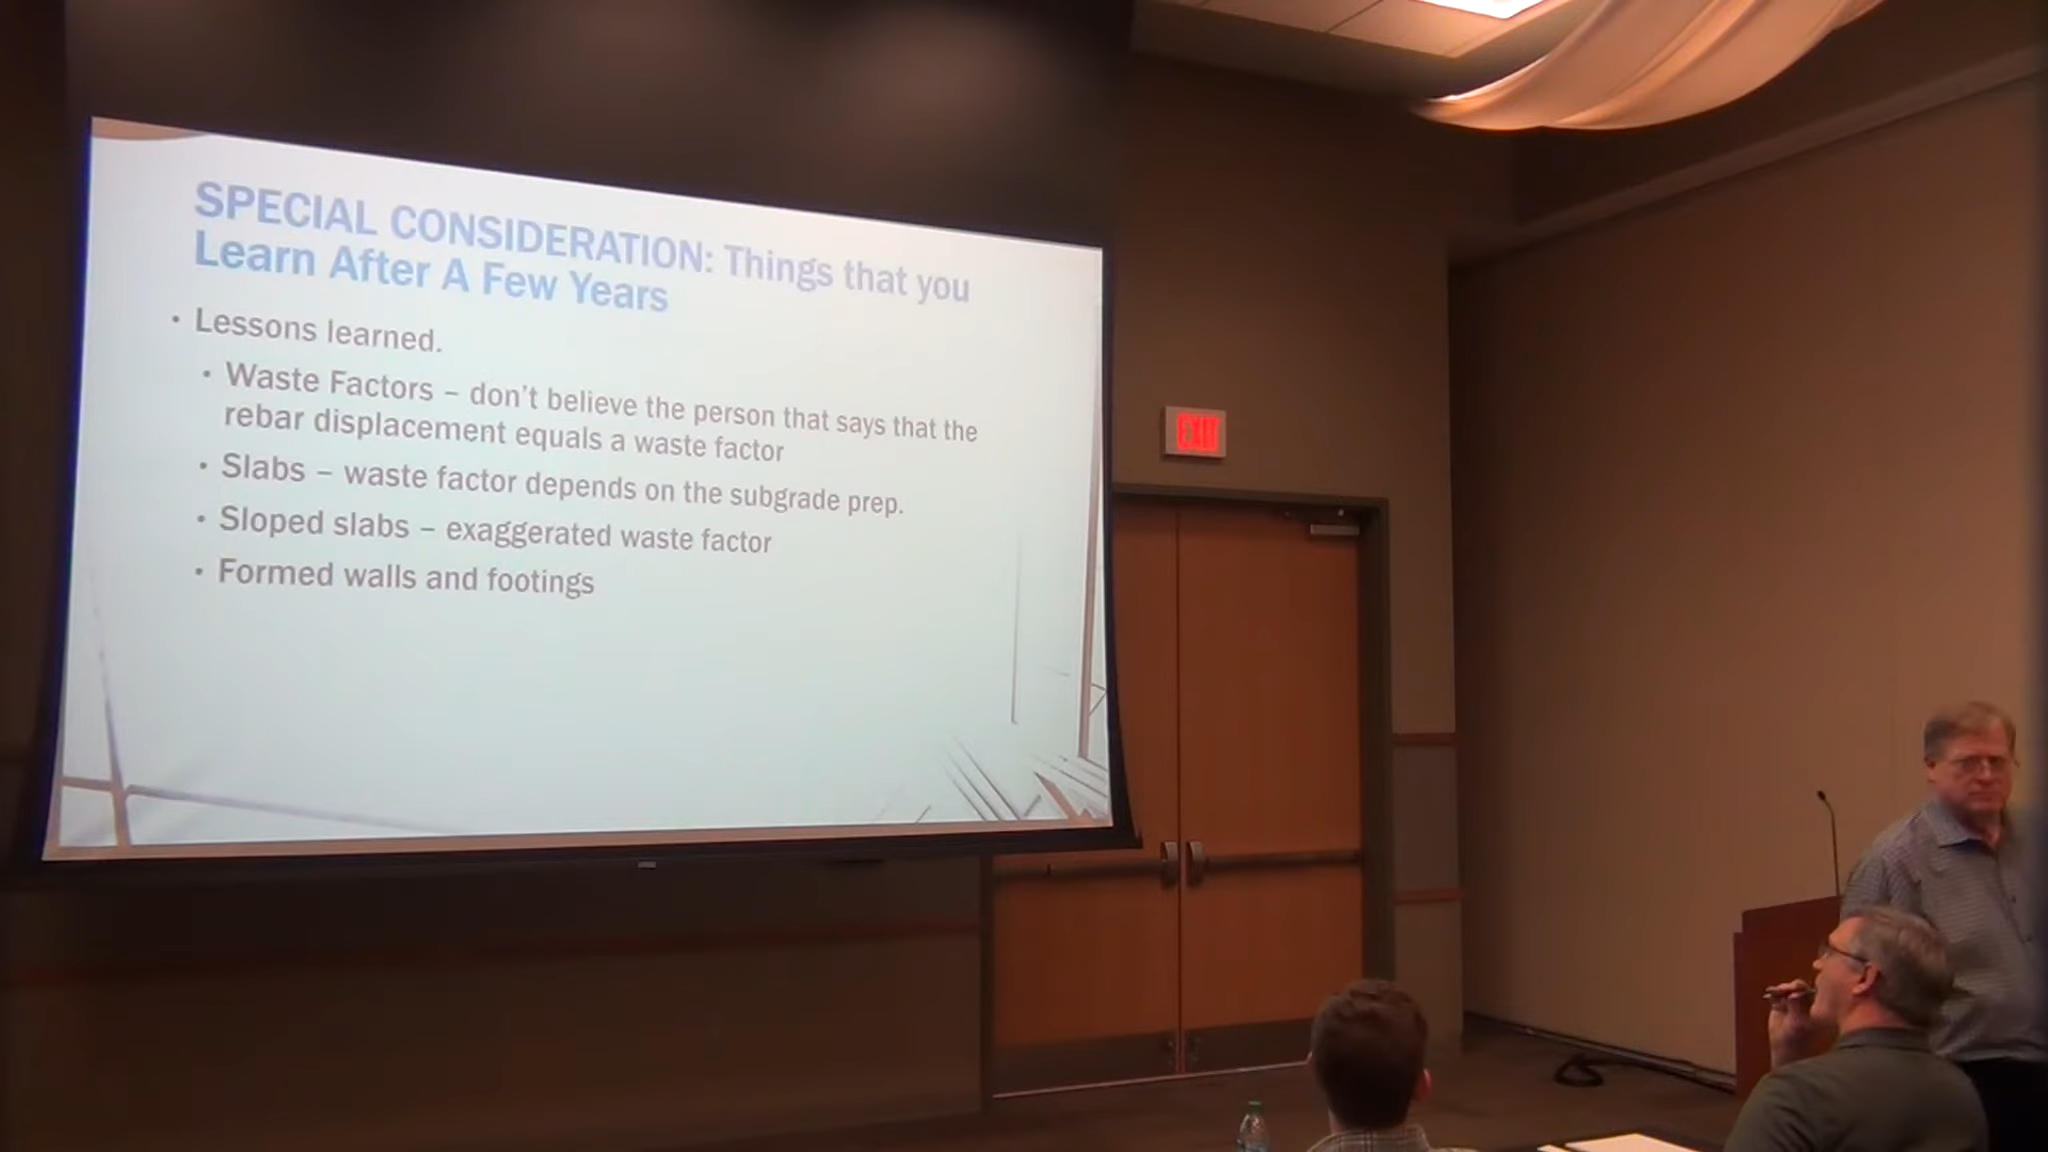 SPECIAL CONSIDERATION: Things that you
Learn After A Few Years
• Lessons learned.
• Waste Factors – don't believe the person that says that the
rebar displacement equals a waste factor
• Slabs – waste factor depends on the subgrade prep.
• Sloped slabs – exaggerated waste factor
• Formed walls and footings
EXIT